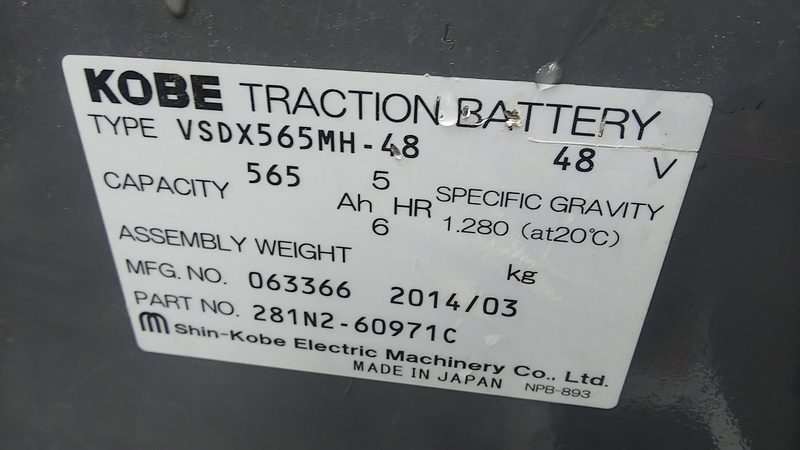 KOBE TRACTION BATTERY
TYPE VSDX565MH-48 48 V
CAPACITY 565 Ah 5 HR SPECIFIC GRAVITY
6 1.280 (at20℃)
ASSEMBLY WEIGHT kg
MFG. NO. 063366 2014/03
PART NO. 281N2-60971C
Shin-Kobe Electric Machinery Co., Ltd.
MADE IN JAPAN NPB-893